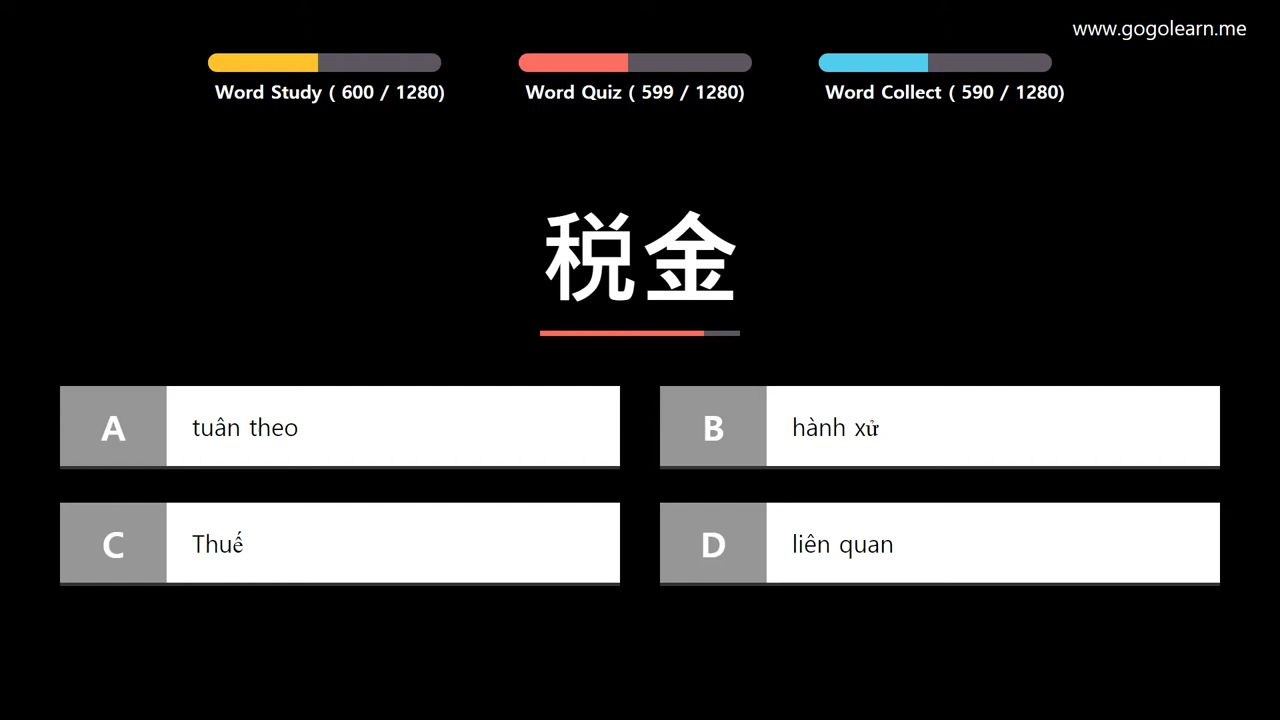 www.gogolearn.me
Word Study ( 600 / 1280)
Word Quiz ( 599 / 1280)
Word Collect ( 590 / 1280)
税金
A tuân theo
B hành xử
C Thuế
D liên quan